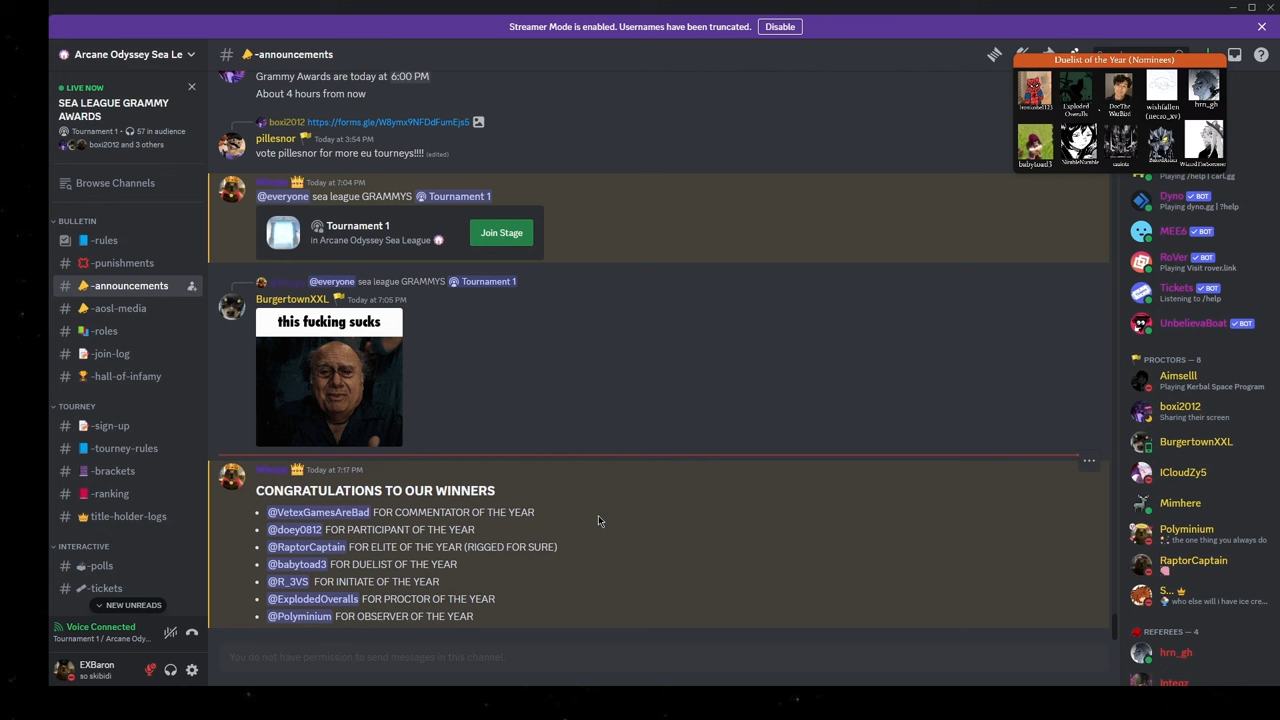 Streamer Mode is enabled. Usernames have been truncated.
Disable
Arcane Odyssey Sea Le
LIVE NOW
SEA LEAGUE GRAMMY
AWARDS
Tournament 1 • 57 in audience
boxi2012 and 3 others
Browse Channels
BULLETIN
-rules
-punishments
-announcements
-aosl-media
-roles
-join-log
-hall-of-infamy
TOURNEY
-sign-up
-tourney-rules
-brackets
-ranking
title-holder-logs
INTERACTIVE
-polls
-tickets
NEW UNREADS
Voice Connected
Tournament 1 / Arcane Ody...
EXBaron
so skibidi
-announcements
Grammy Awards are today at 6:00 PM
About 4 hours from now
boxi2012 https://forms.gle/W8ymx9NFDdFumEjs5
pillesnor Today at 3:54 PM
vote pillesnor for more eu tourneys!!!! (edited)
Today at 7:04 PM
@everyone sea league GRAMMYS Tournament 1
Tournament 1
in Arcane Odyssey Sea League
Join Stage
@everyone sea league GRAMMYS Tournament 1
BurgertownXXL Today at 7:05 PM
this fucking sucks
Today at 7:17 PM
CONGRATULATIONS TO OUR WINNERS
• @VetexGamesAreBad FOR COMMENTATOR OF THE YEAR
• @doey0812 FOR PARTICIPANT OF THE YEAR
• @RaptorCaptain FOR ELITE OF THE YEAR (RIGGED FOR SURE)
• @babytoad3 FOR DUELIST OF THE YEAR
• @R_3VS FOR INITIATE OF THE YEAR
• @ExplodedOveralls FOR PROCTOR OF THE YEAR
• @Polyminium FOR OBSERVER OF THE YEAR
You do not have permission to send messages in this channel.
Duelist of the Year (Nominees)
Exploded
Overalls
DocThe
WarBird
wishfallen
(necro_xv)
hrn_gh
babytoad3
NimbleNumble
WizardTheSorcerer
Playing /help | carl.gg
Dyno BOT
Playing dyno.gg | ?help
MEE6 BOT
RoVer BOT
Playing Visit rover.link
Tickets BOT
Listening to /help
UnbelievaBoat BOT
PROCTORS — 8
Aimselll
Playing Kerbal Space Program
boxi2012
Sharing their screen
BurgertownXXL
ICloudZy5
Mimhere
Polyminium
the one thing you always do
RaptorCaptain
S...
who else will i have ice cre...
REFEREES — 4
hrn_gh
Integz